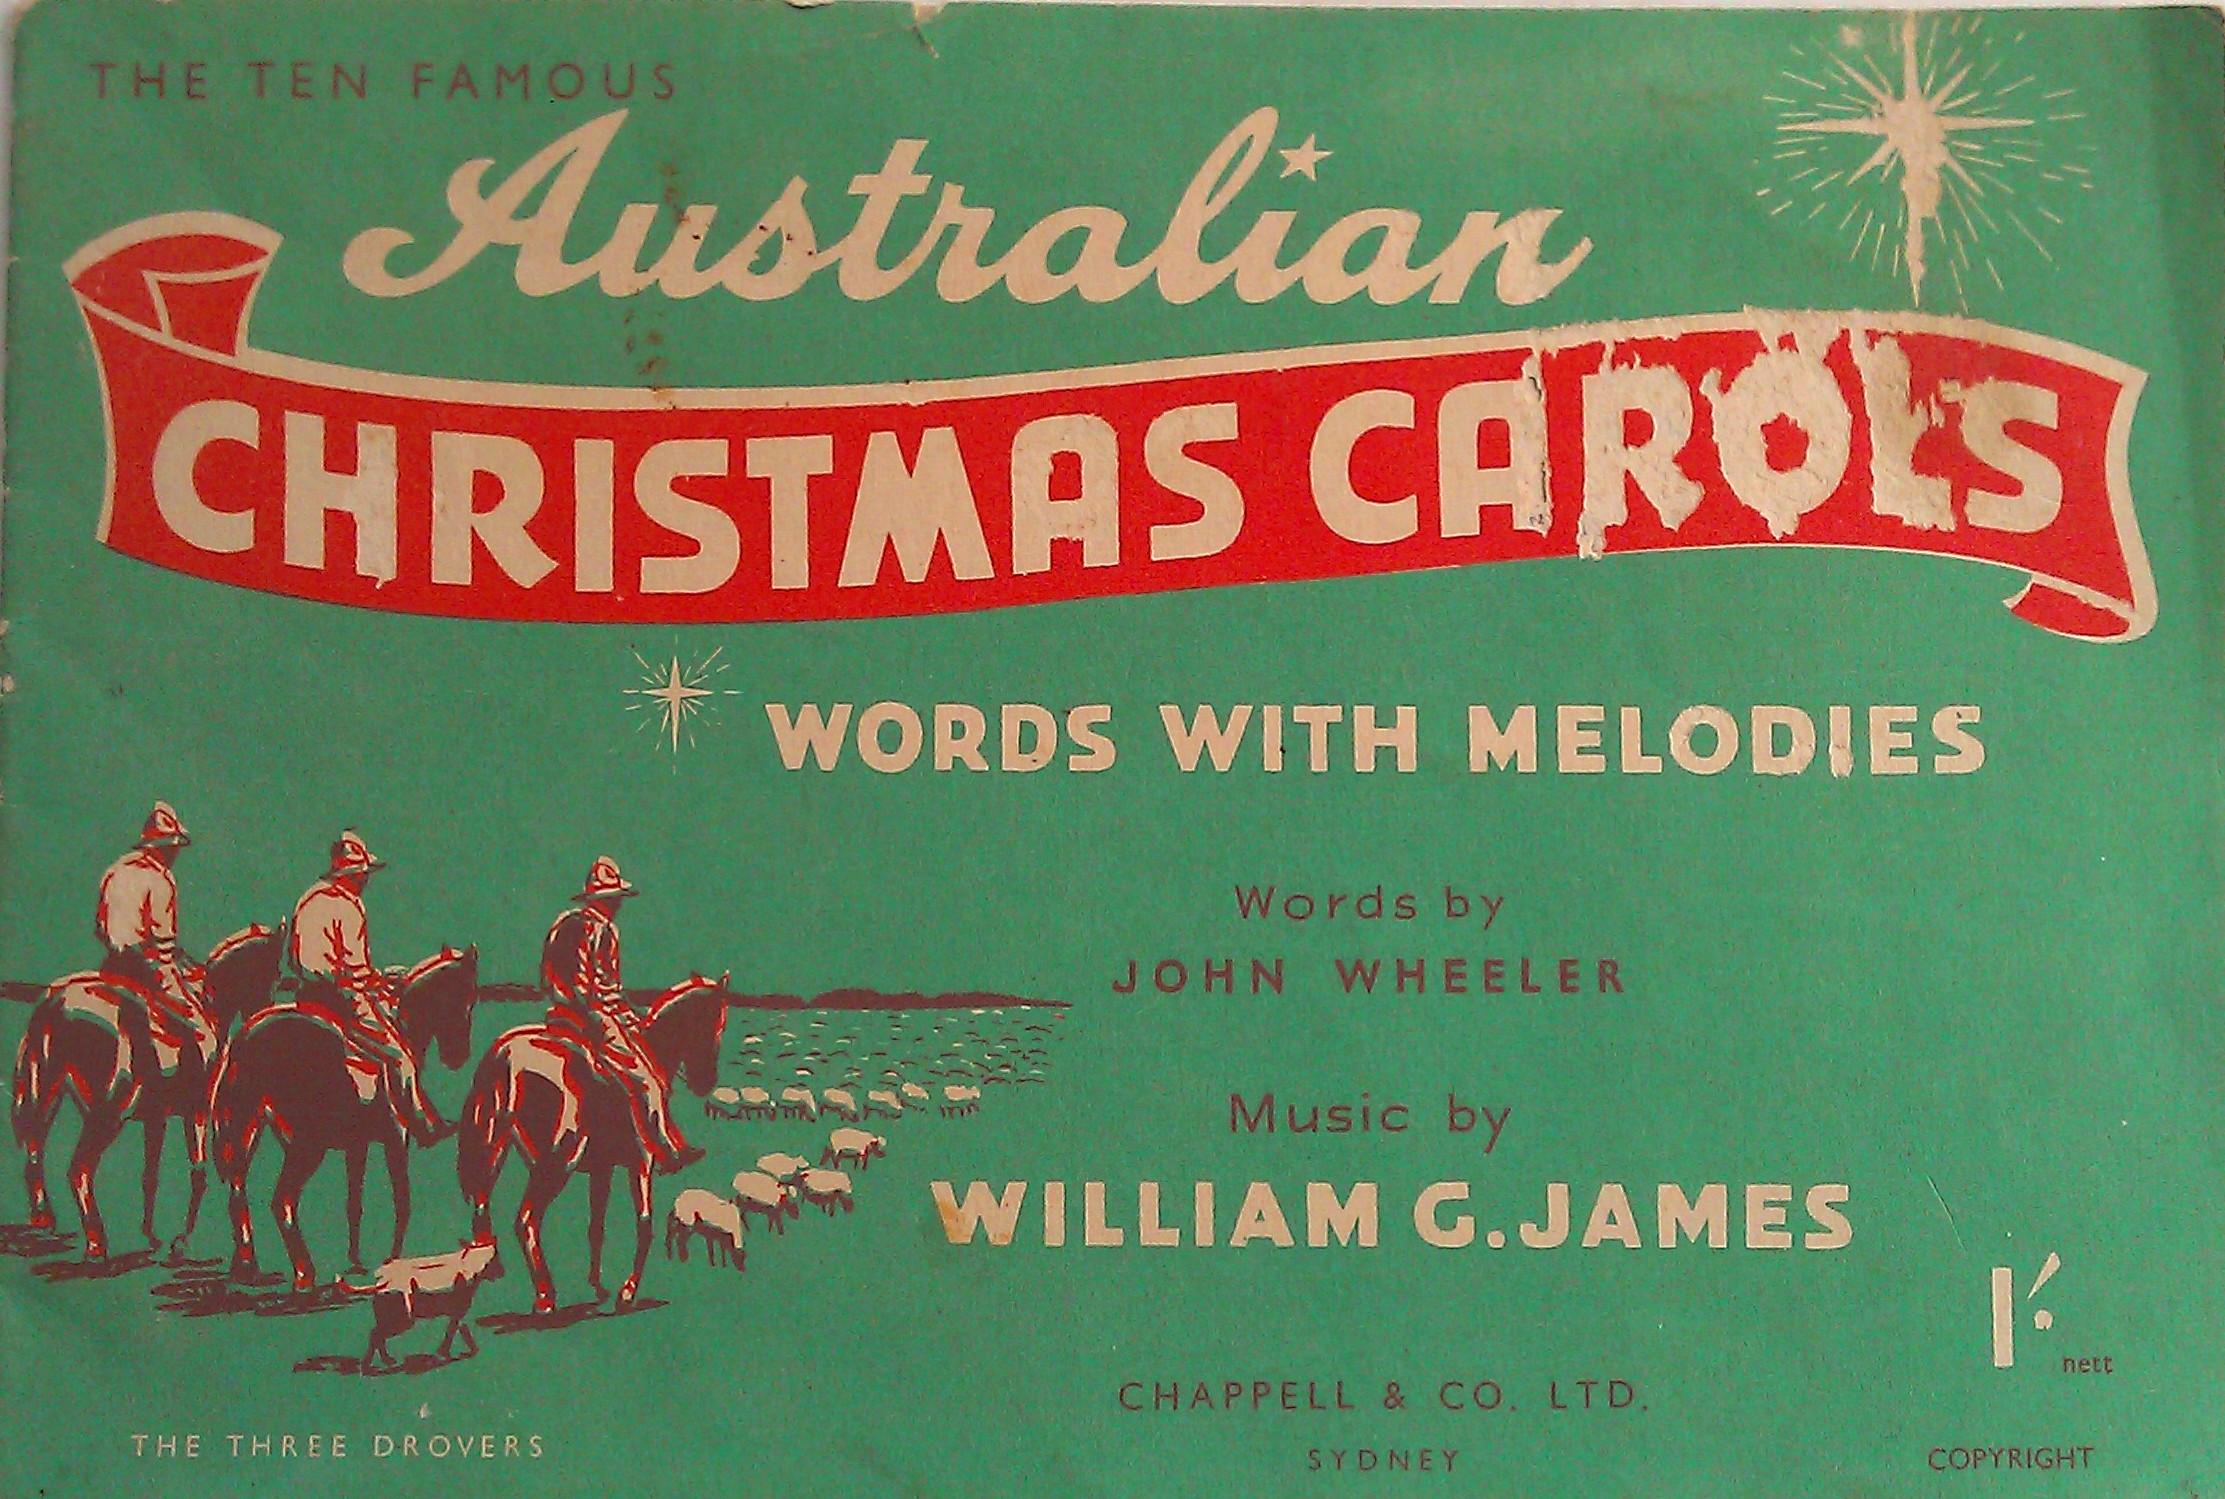 THE TEN FAMOUS
Australian
CHRISTMAS CAROLS
WORDS WITH MELODIES
Words by
JOHN WHEELER
Music by
WILLIAM G. JAMES
1/- nett
CHAPPELL & CO. LTD.
THE THREE DROVERS
SYDNEY
COPYRIGHT